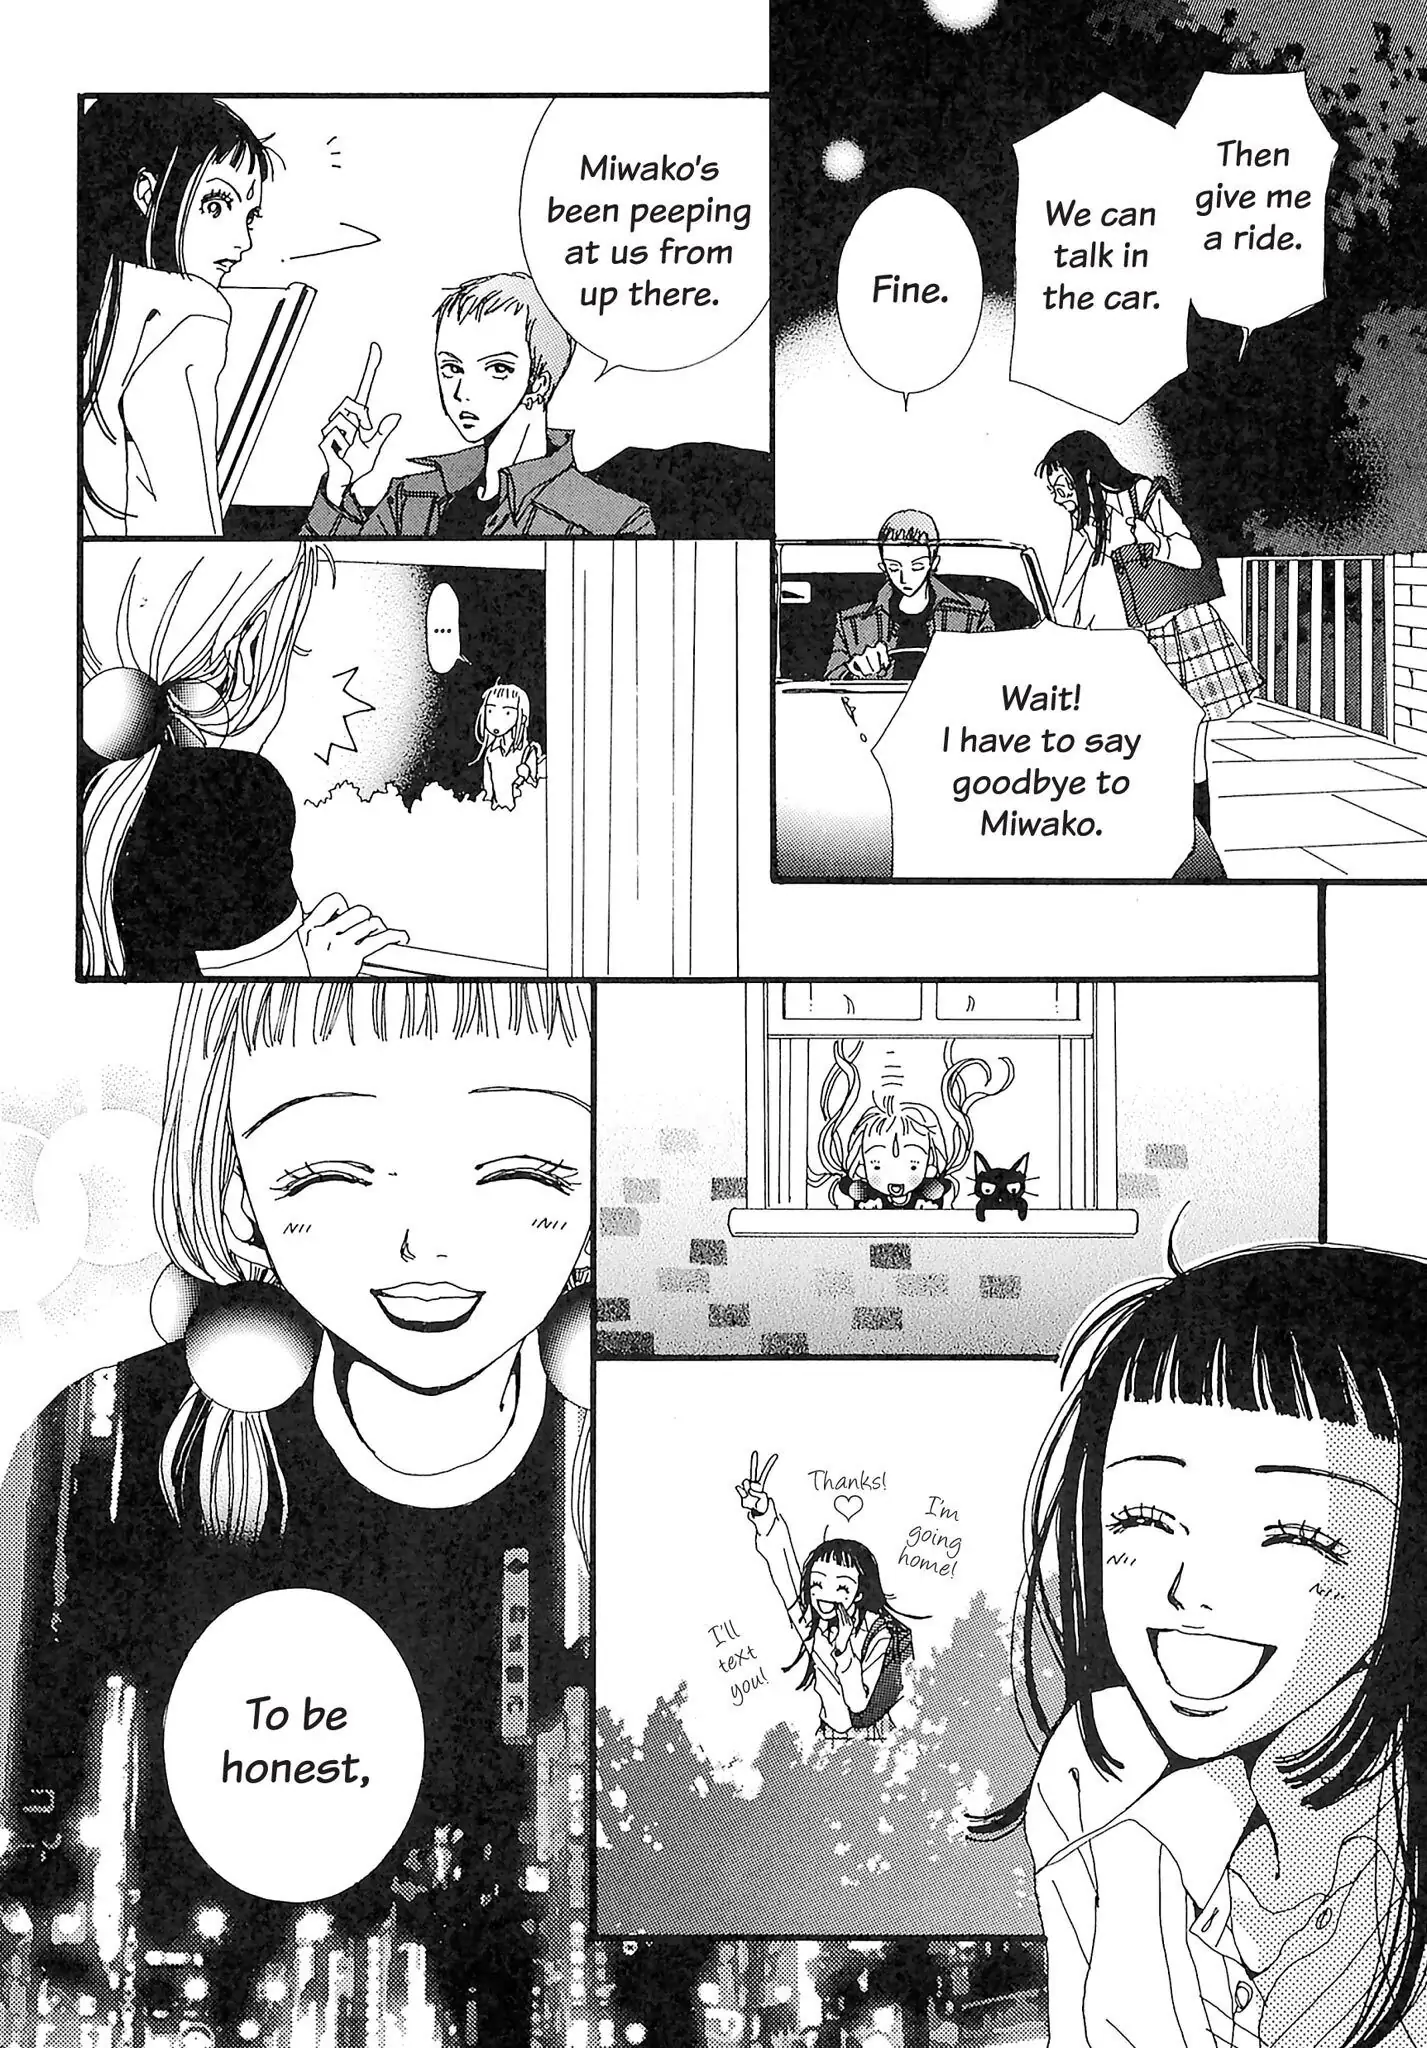 Then
give me
a ride.
We can
talk in
the car.
Fine.
Wait!
I have to say
goodbye to
Miwako.
Miwako's
been peeping
at us from
up there.
...
Thanks!
♡
I'm
going
home!
I'll
text
you!
To be
honest,